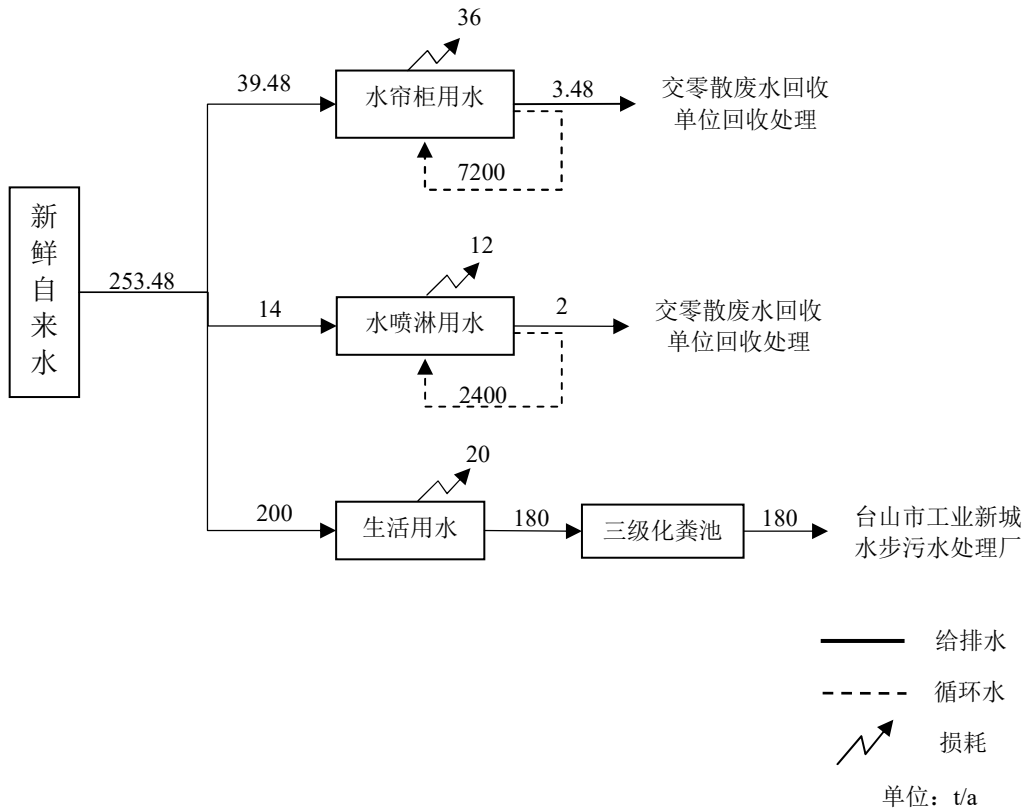 36
39.48
水帘柜用水
3.48
交零散废水回收
单位回收处理
7200
新鲜自来水
253.48
12
14
水喷淋用水
2
交零散废水回收
单位回收处理
2400
20
200
生活用水
180
三级化粪池
180
台山市工业新城
水步污水处理厂
给排水
循环水
损耗
单位：t/a